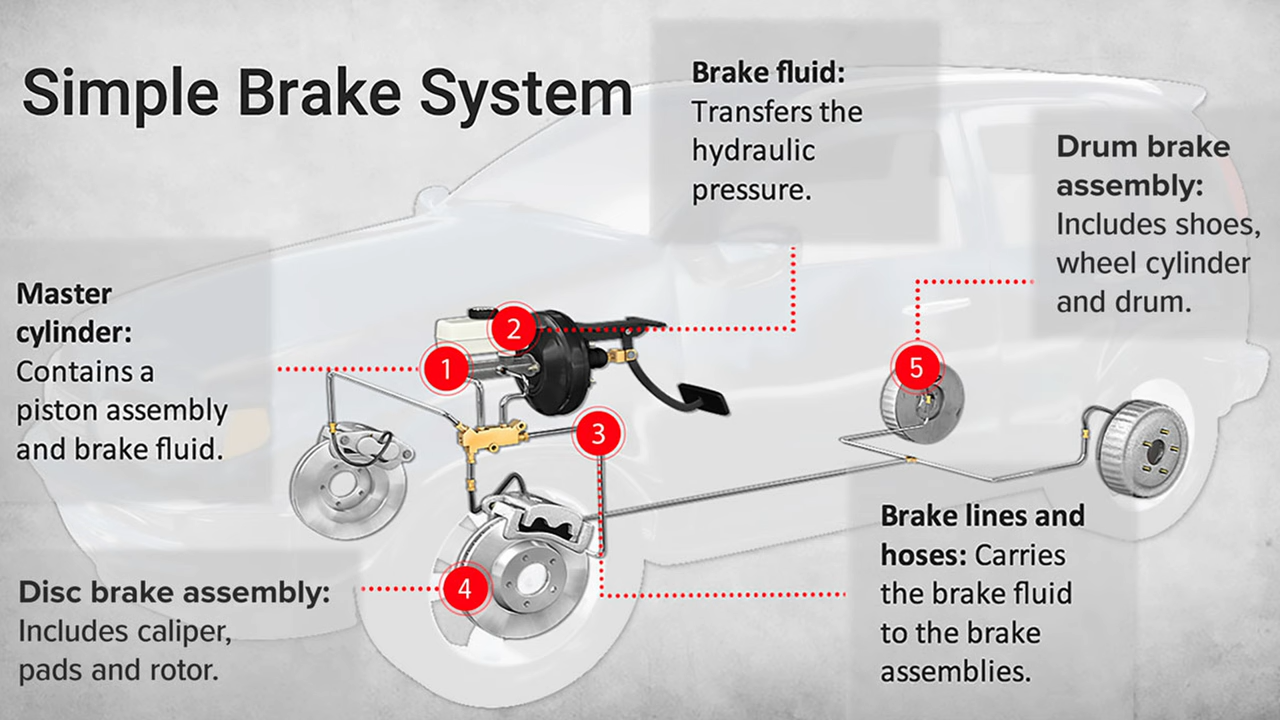 Simple Brake System
Brake fluid:
Transfers the
hydraulic
pressure.
Drum brake
assembly:
Includes shoes,
wheel cylinder
and drum.
Master
cylinder:
Contains a
piston assembly
and brake fluid.
1
2
3
4
5
Brake lines and
hoses: Carries
the brake fluid
to the brake
assemblies.
Disc brake assembly:
Includes caliper,
pads and rotor.